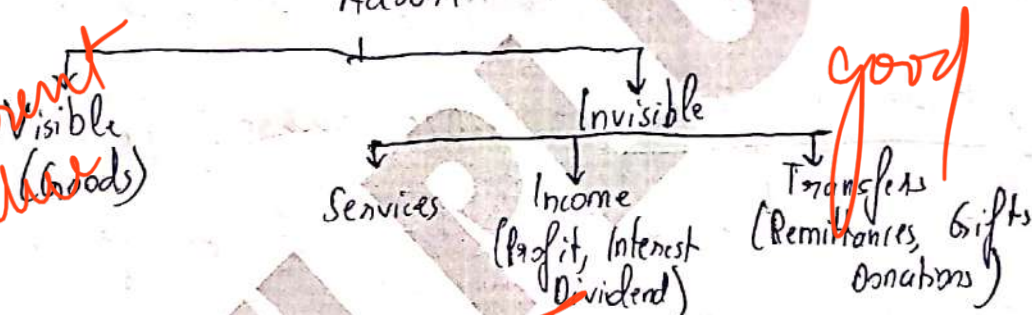 good
Visible Invisible
(Goods)
Services Income Transfers
(Profit, Interest (Remittances, Gifts
Dividend) Donations)